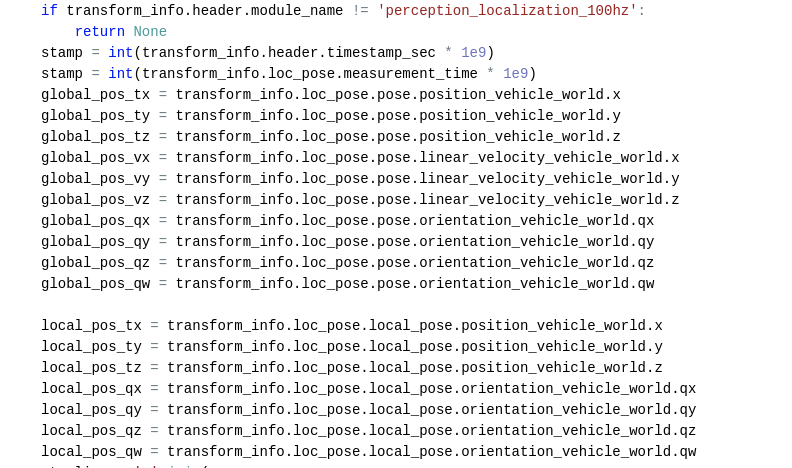 if transform_info.header.module_name != 'perception_localization_100hz':
return None
stamp = int(transform_info.header.timestamp_sec * 1e9)
stamp = int(transform_info.loc_pose.measurement_time * 1e9)
global_pos_tx = transform_info.loc_pose.pose.position_vehicle_world.x
global_pos_ty = transform_info.loc_pose.pose.position_vehicle_world.y
global_pos_tz = transform_info.loc_pose.pose.position_vehicle_world.z
global_pos_vx = transform_info.loc_pose.pose.linear_velocity_vehicle_world.x
global_pos_vy = transform_info.loc_pose.pose.linear_velocity_vehicle_world.y
global_pos_vz = transform_info.loc_pose.pose.linear_velocity_vehicle_world.z
global_pos_qx = transform_info.loc_pose.pose.orientation_vehicle_world.qx
global_pos_qy = transform_info.loc_pose.pose.orientation_vehicle_world.qy
global_pos_qz = transform_info.loc_pose.pose.orientation_vehicle_world.qz
global_pos_qw = transform_info.loc_pose.pose.orientation_vehicle_world.qw
local_pos_tx = transform_info.loc_pose.local_pose.position_vehicle_world.x
local_pos_ty = transform_info.loc_pose.local_pose.position_vehicle_world.y
local_pos_tz = transform_info.loc_pose.local_pose.position_vehicle_world.z
local_pos_qx = transform_info.loc_pose.local_pose.orientation_vehicle_world.qx
local_pos_qy = transform_info.loc_pose.local_pose.orientation_vehicle_world.qy
local_pos_qz = transform_info.loc_pose.local_pose.orientation_vehicle_world.qz
local_pos_qw = transform_info.loc_pose.local_pose.orientation_vehicle_world.qw